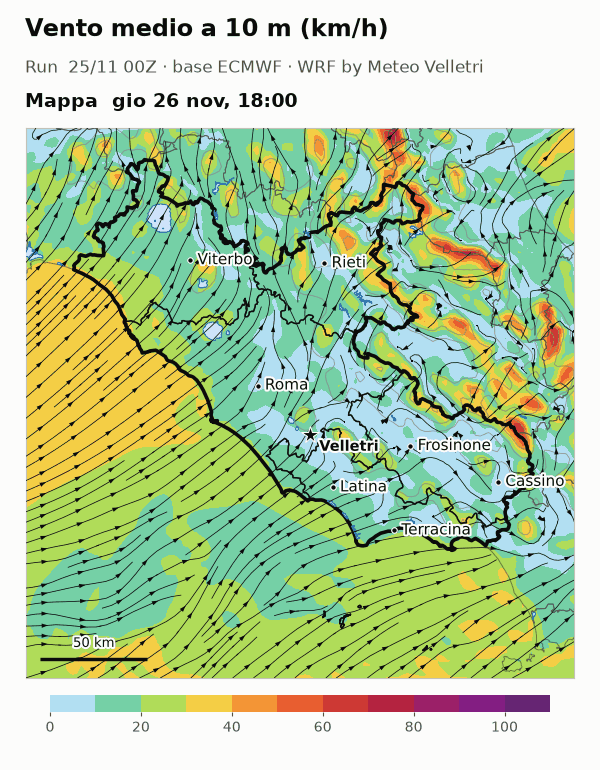 Vento medio a 10 m (km/h)
Run  25/11 00Z · base ECMWF · WRF by Meteo Velletri
Mappa  gio 26 nov, 18:00
Viterbo
Rieti
Roma
Velletri
Frosinone
Cassino
Latina
Terracina
50 km
0 20 40 60 80 100